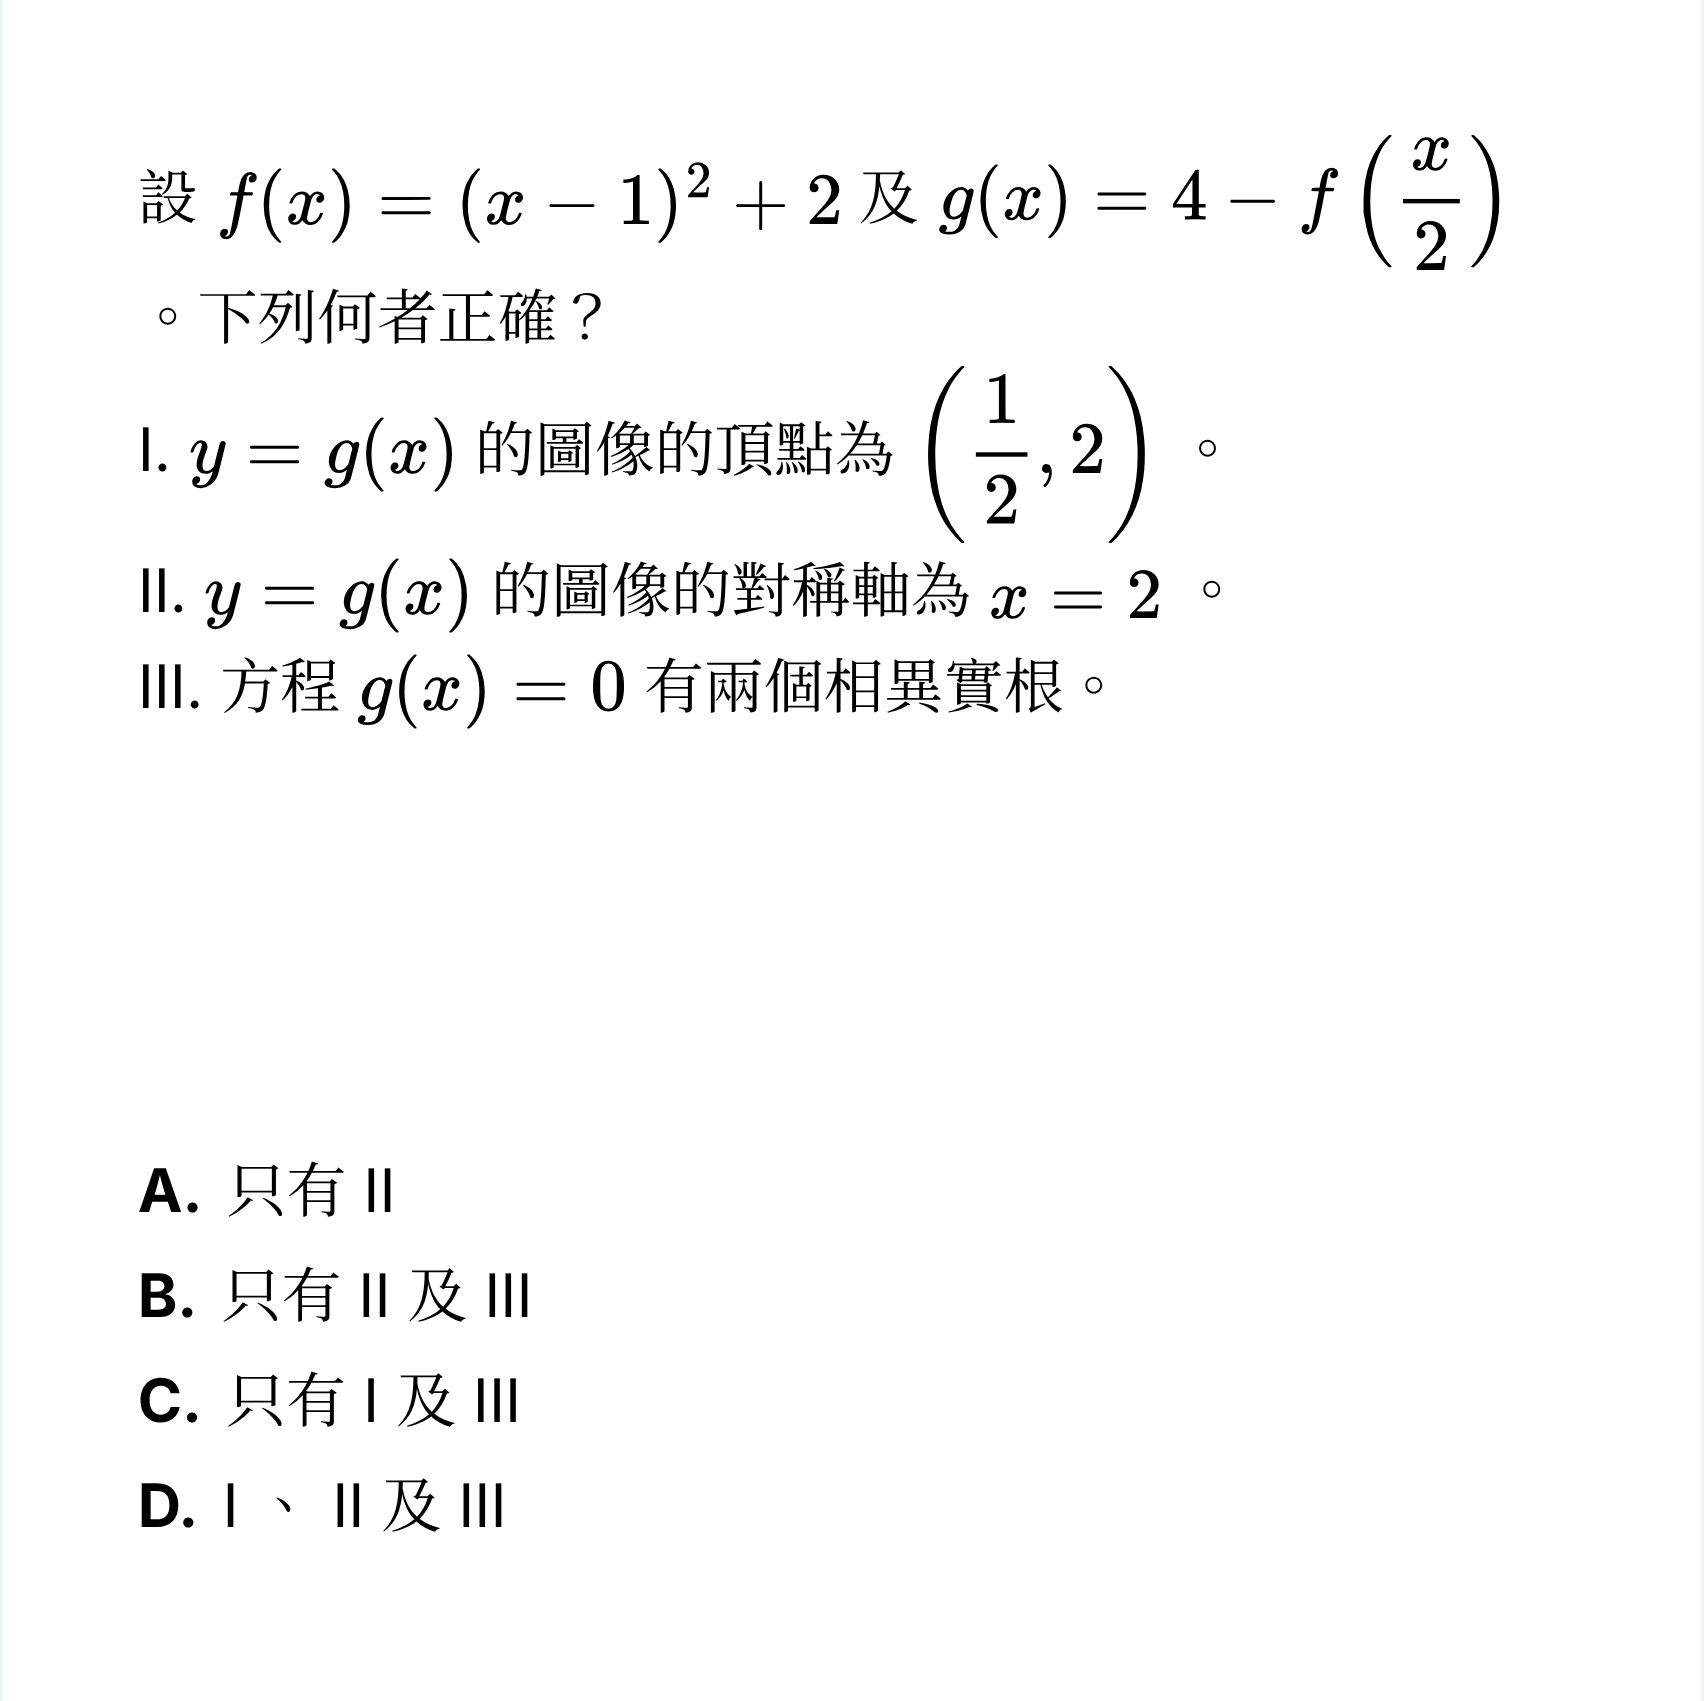 設 f(x) = (x − 1)² + 2 及 g(x) = 4 − f(x/2)
。下列何者正確？
I. y = g(x) 的圖像的頂點為 (1/2, 2) 。
II. y = g(x) 的圖像的對稱軸為 x = 2 。
III. 方程 g(x) = 0 有兩個相異實根。
A. 只有 II
B. 只有 II 及 III
C. 只有 I 及 III
D. I 、 II 及 III